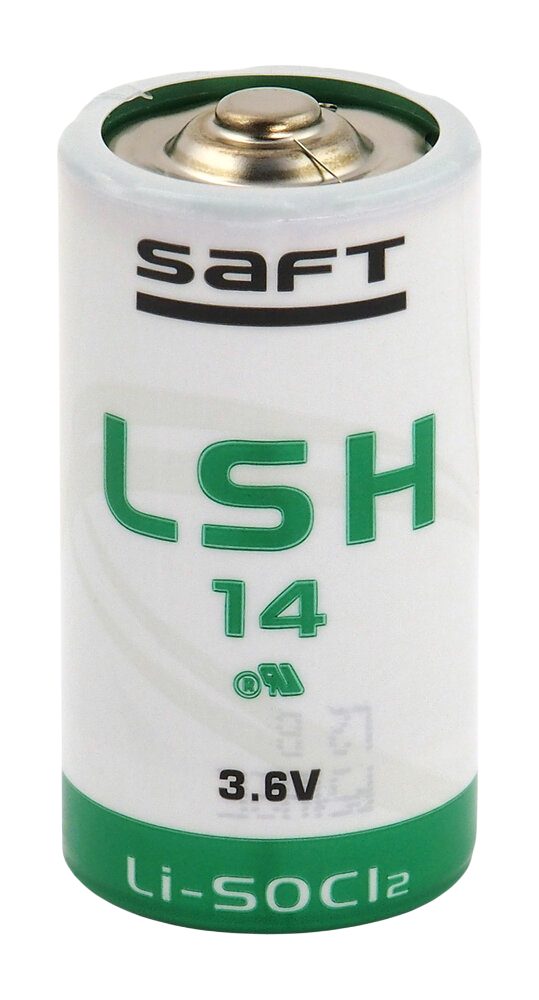 SAFT
LSH
14
3.6V
Li-SOCl₂